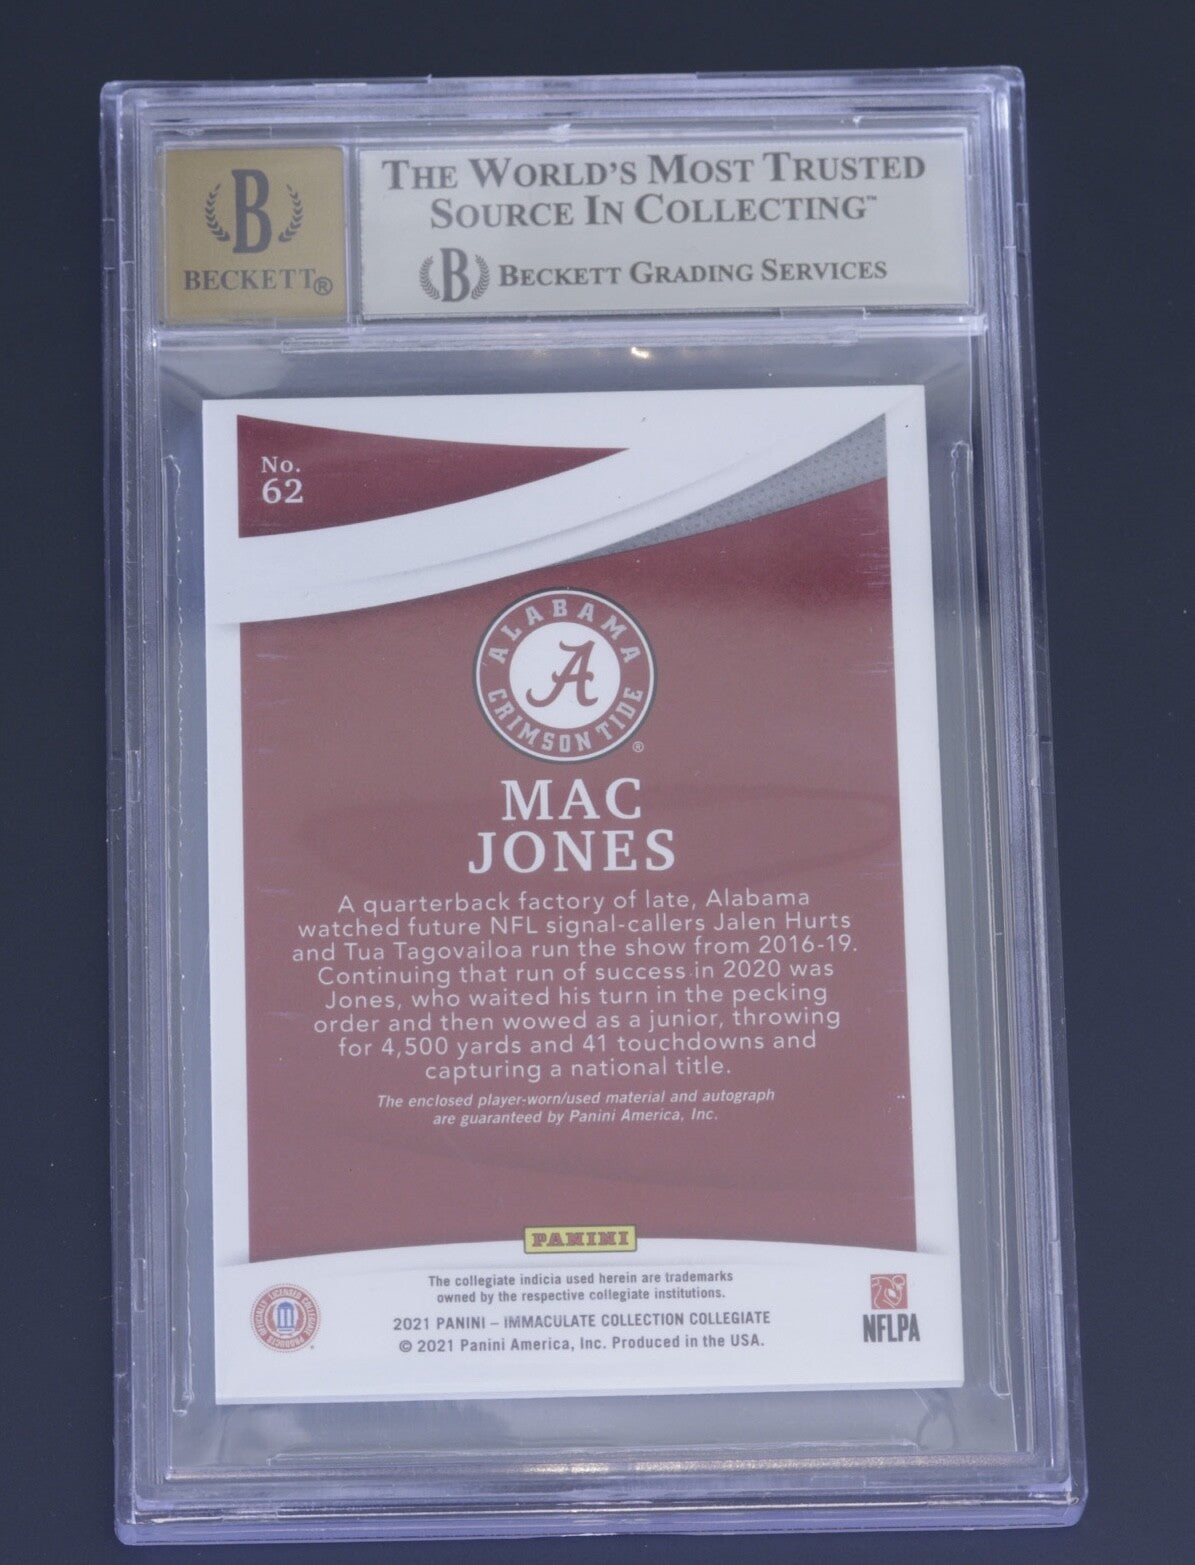 B
BECKETT®
THE WORLD'S MOST TRUSTED
SOURCE IN COLLECTING™
B BECKETT GRADING SERVICES
No.
62
ALABAMA
A
CRIMSON TIDE
®
MAC
JONES
A quarterback factory of late, Alabama
watched future NFL signal-callers Jalen Hurts
and Tua Tagovailoa run the show from 2016-19.
Continuing that run of success in 2020 was
Jones, who waited his turn in the pecking
order and then wowed as a junior, throwing
for 4,500 yards and 41 touchdowns and
capturing a national title.
The enclosed player-worn/used material and autograph
are guaranteed by Panini America, Inc.
PANINI
The collegiate indicia used herein are trademarks
owned by the respective collegiate institutions.
2021 PANINI – IMMACULATE COLLECTION COLLEGIATE
© 2021 Panini America, Inc. Produced in the USA.
OFFICIALLY LICENSED COLLEGIATE PRODUCTS
NFLPA